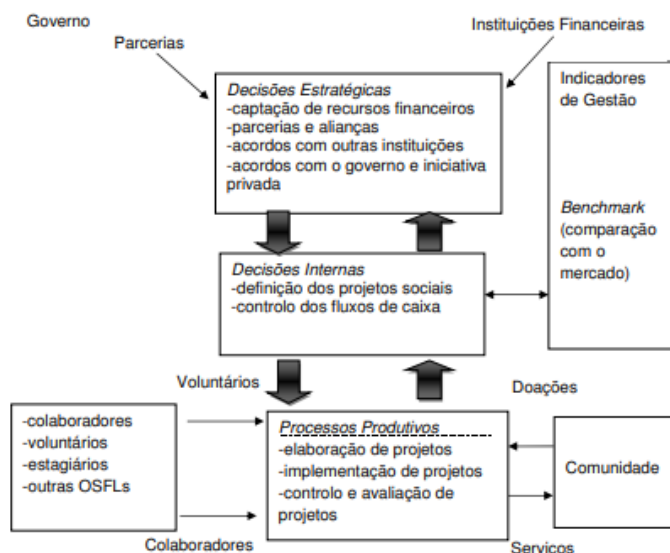 Governo
Parcerias
Instituições Financeiras
Decisões Estratégicas
-captação de recursos financeiros
-parcerias e alianças
-acordos com outras instituições
-acordos com o governo e iniciativa
privada
Indicadores
de Gestão
Benchmark
(comparação
com o
mercado)
Decisões Internas
-definição dos projetos sociais
-controlo dos fluxos de caixa
Voluntários
Doações
-colaboradores
-voluntários
-estagiários
-outras OSFLs
Processos Produtivos
-elaboração de projetos
-implementação de projetos
-controlo e avaliação de
projetos
Comunidade
Colaboradores
Serviços